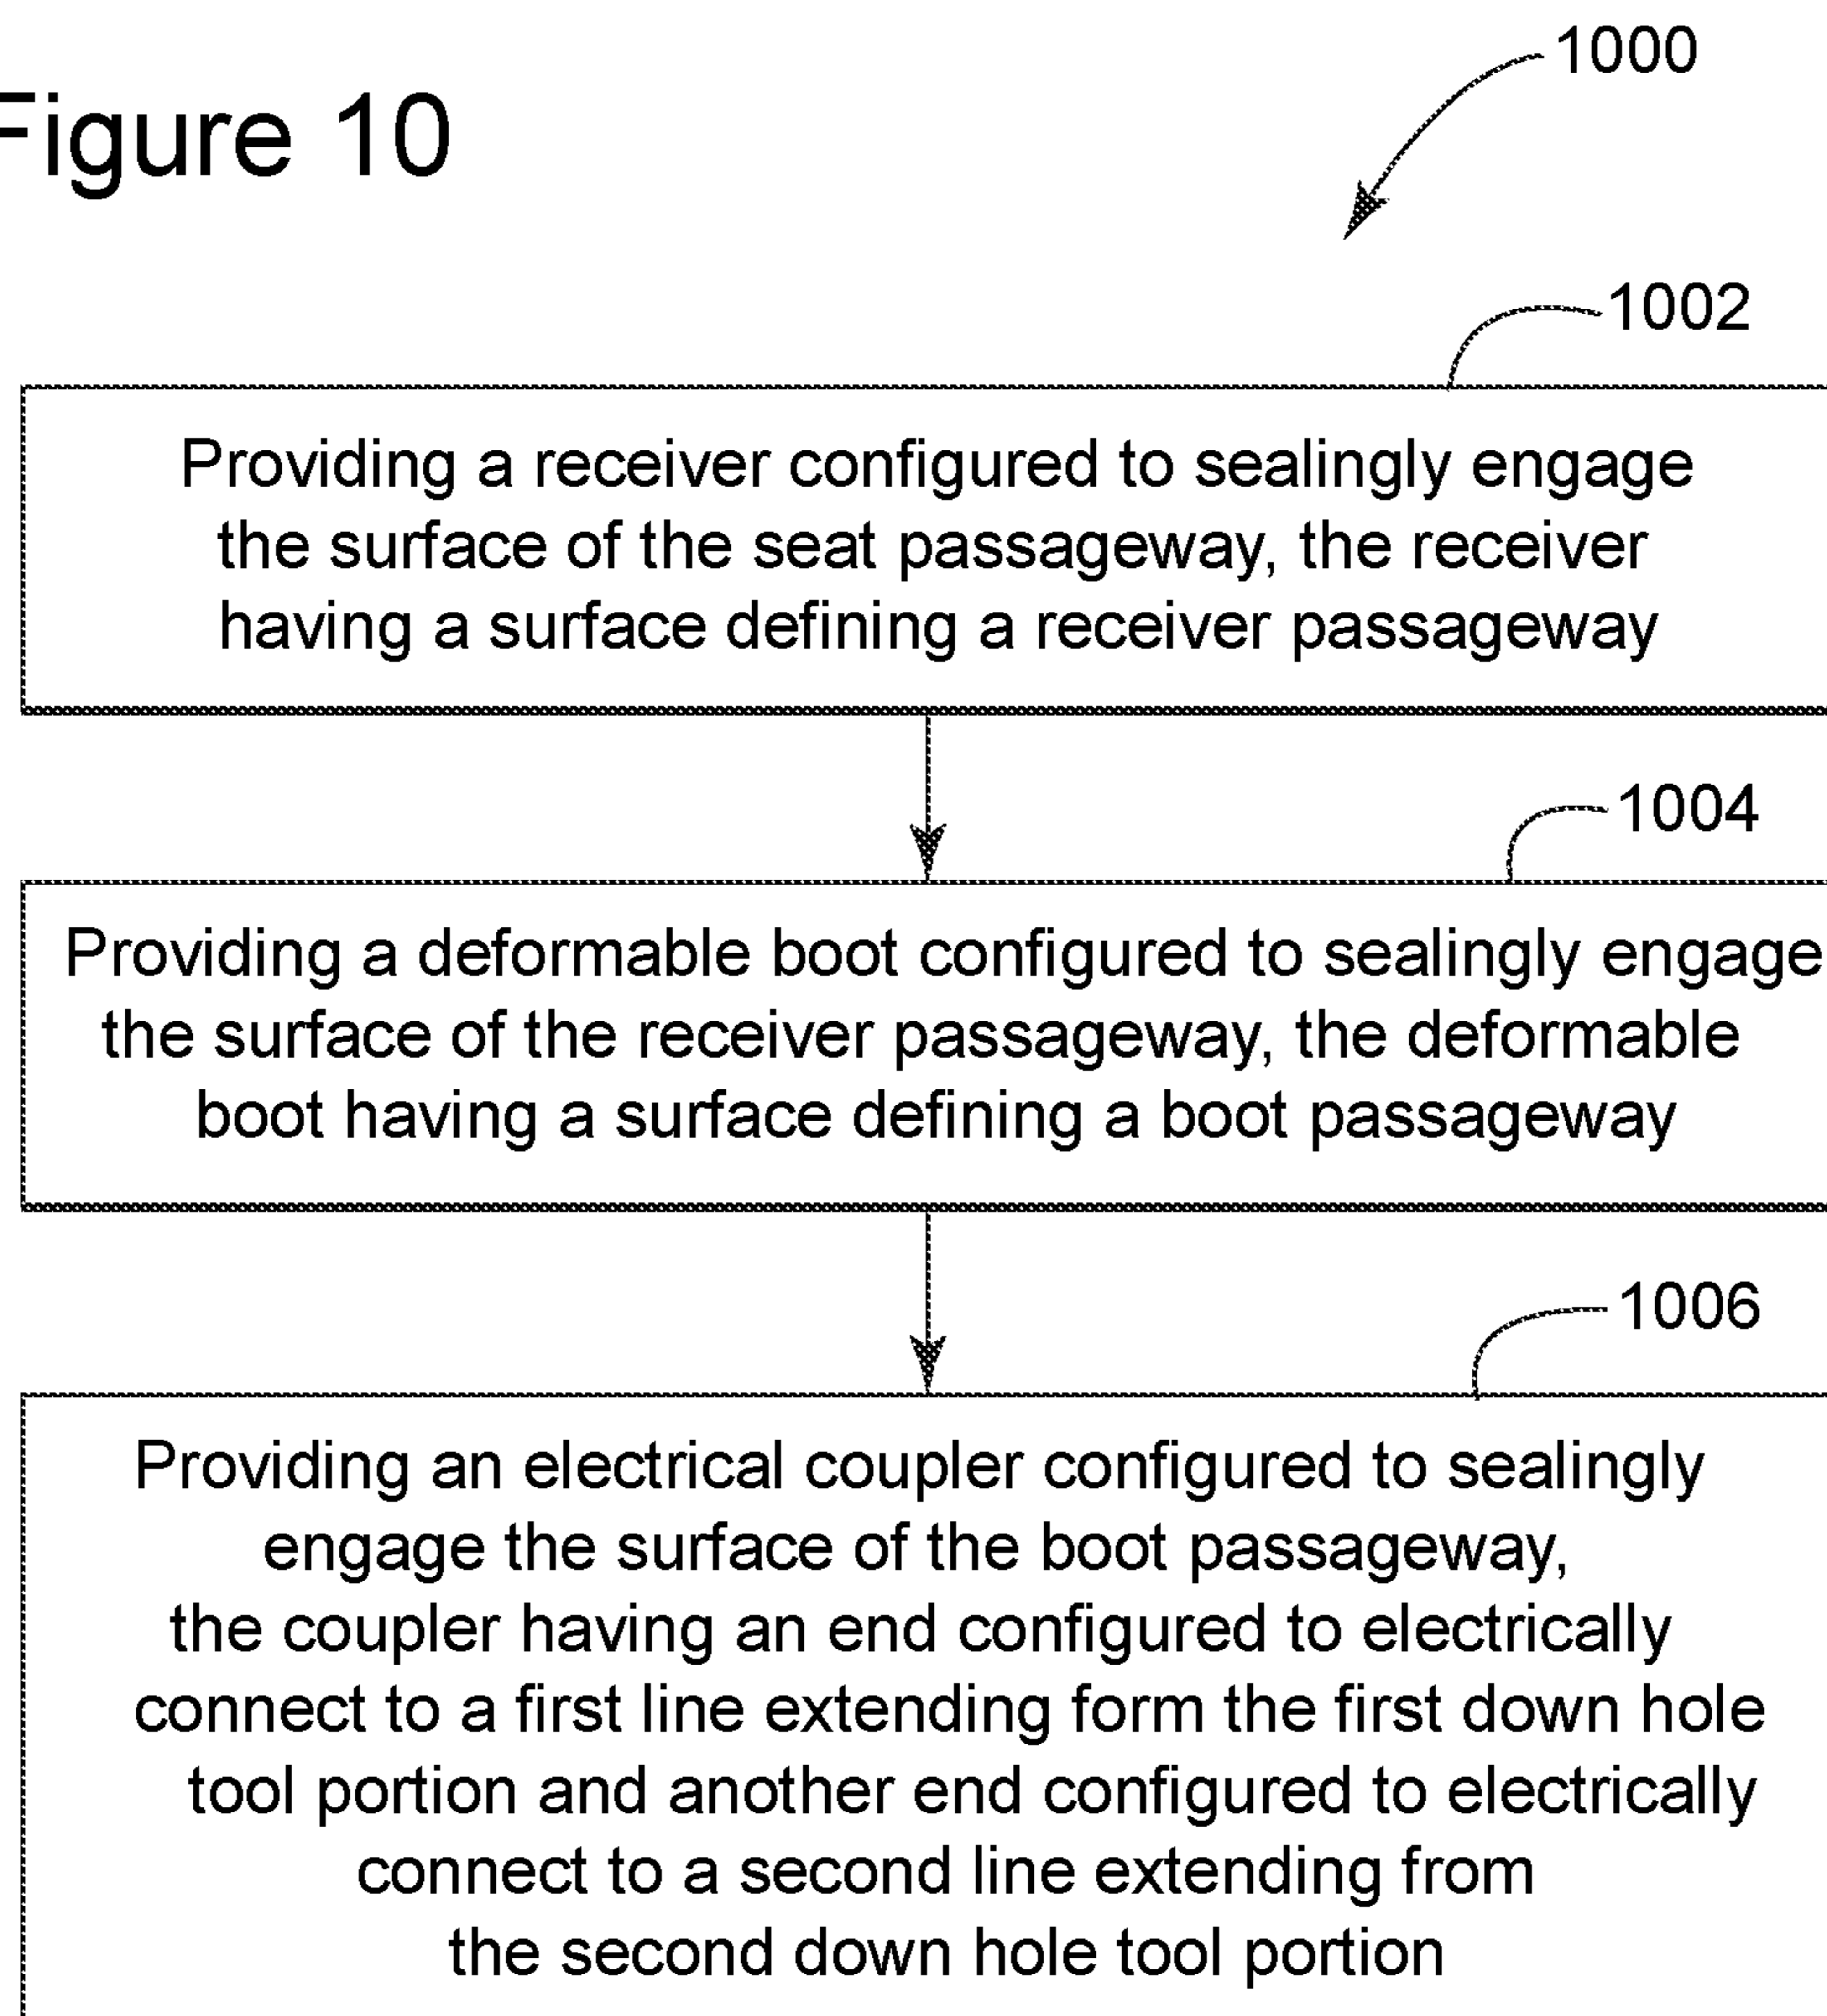 Figure 10
1000
1002
Providing a receiver configured to sealingly engage
the surface of the seat passageway, the receiver
having a surface defining a receiver passageway
1004
Providing a deformable boot configured to sealingly engage
the surface of the receiver passageway, the deformable
boot having a surface defining a boot passageway
1006
Providing an electrical coupler configured to sealingly
engage the surface of the boot passageway,
the coupler having an end configured to electrically
connect to a first line extending form the first down hole
tool portion and another end configured to electrically
connect to a second line extending from
the second down hole tool portion